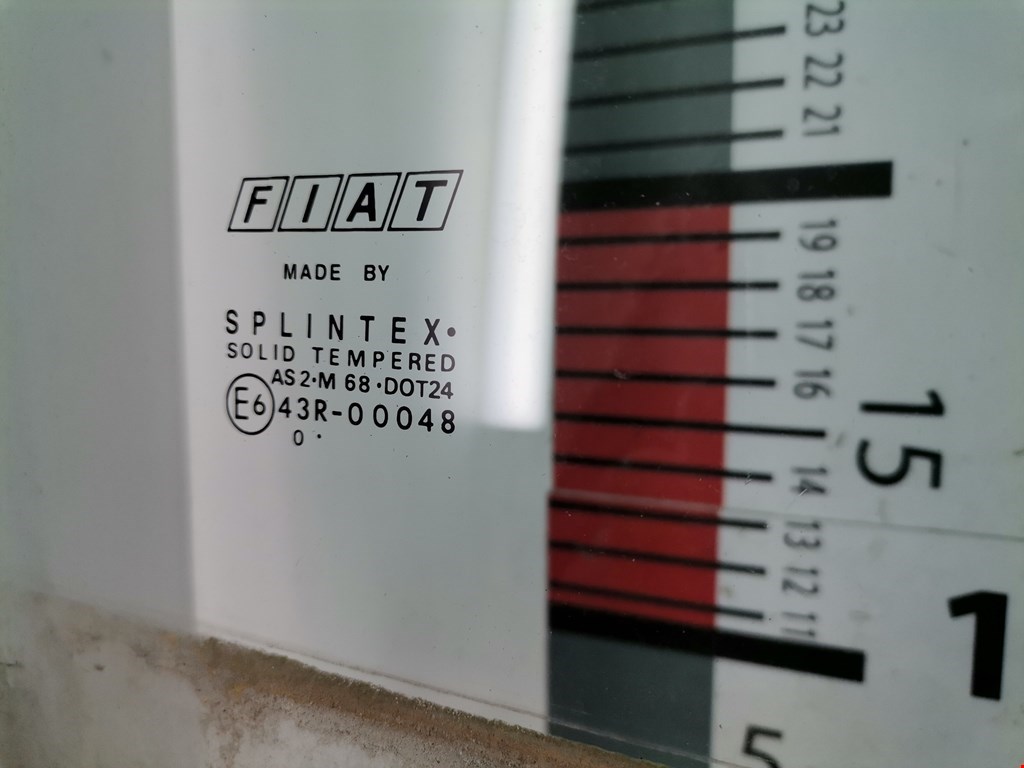 FIAT
MADE BY
SPLINTEX·
SOLID TEMPERED
AS2·M 68·DOT24
E6 43R-00048
0 ·
23
22
21
19
18
17
16
15
14
13
12
11
1
5